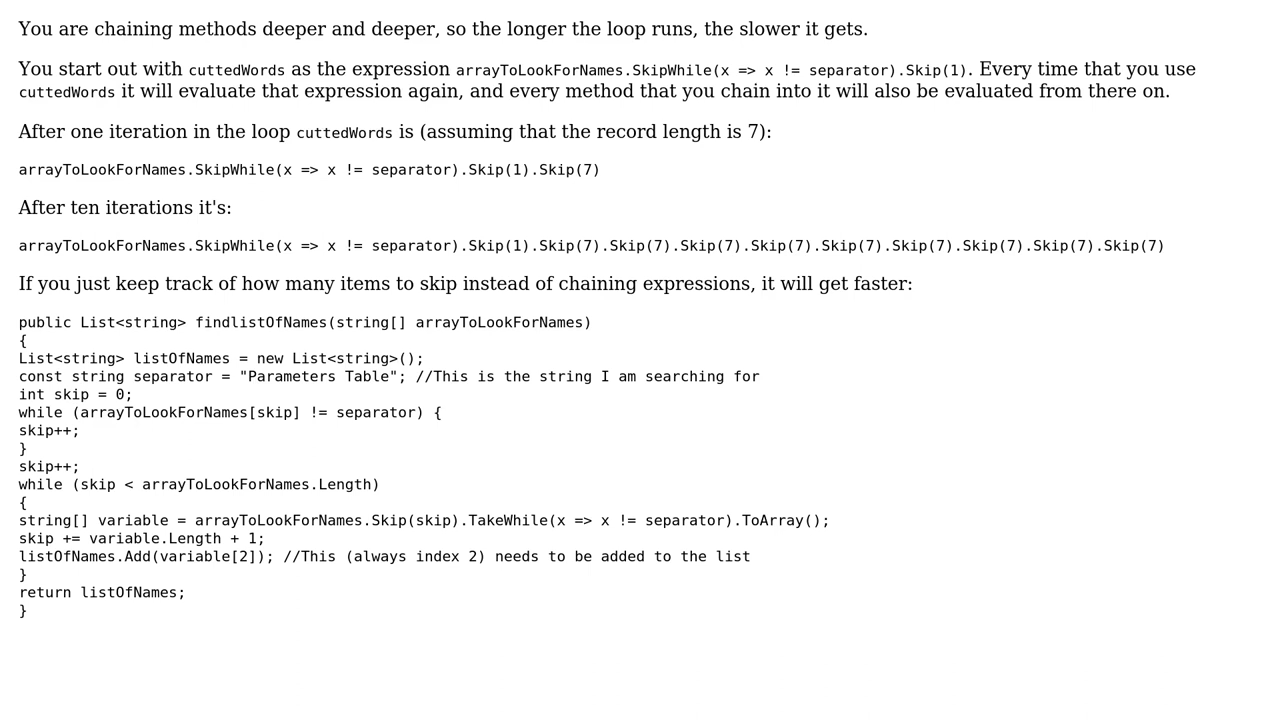 You are chaining methods deeper and deeper, so the longer the loop runs, the slower it gets.
You start out with cuttedWords as the expression arrayToLookForNames.SkipWhile(x => x != separator).Skip(1). Every time that you use
cuttedWords it will evaluate that expression again, and every method that you chain into it will also be evaluated from there on.
After one iteration in the loop cuttedWords is (assuming that the record length is 7):
arrayToLookForNames.SkipWhile(x => x != separator).Skip(1).Skip(7)
After ten iterations it's:
arrayToLookForNames.SkipWhile(x => x != separator).Skip(1).Skip(7).Skip(7).Skip(7).Skip(7).Skip(7).Skip(7).Skip(7).Skip(7).Skip(7)
If you just keep track of how many items to skip instead of chaining expressions, it will get faster:
public List<string> findlistOfNames(string[] arrayToLookForNames)
{
List<string> listOfNames = new List<string>();
const string separator = "Parameters Table"; //This is the string I am searching for
int skip = 0;
while (arrayToLookForNames[skip] != separator) {
skip++;
}
skip++;
while (skip < arrayToLookForNames.Length)
{
string[] variable = arrayToLookForNames.Skip(skip).TakeWhile(x => x != separator).ToArray();
skip += variable.Length + 1;
listOfNames.Add(variable[2]); //This (always index 2) needs to be added to the list
}
return listOfNames;
}